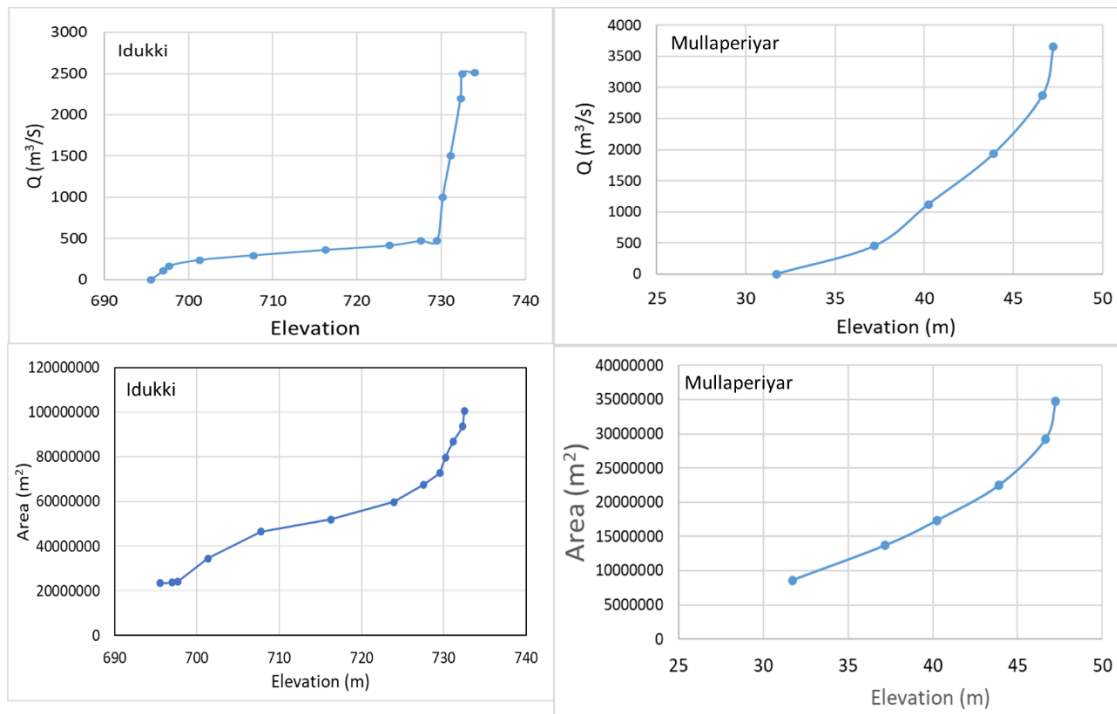 Idukki
Q (m³/S)
3000
2500
2000
1500
1000
500
0
690 700 710 720 730 740
Elevation
Mullaperiyar
Q (m³/s)
4000
3500
3000
2500
2000
1500
1000
500
0
25 30 35 40 45 50
Elevation (m)
Idukki
Area (m²)
120000000
100000000
80000000
60000000
40000000
20000000
0
690 700 710 720 730 740
Elevation (m)
Mullaperiyar
Area (m²)
40000000
35000000
30000000
25000000
20000000
15000000
10000000
5000000
0
25 30 35 40 45 50
Elevation (m)